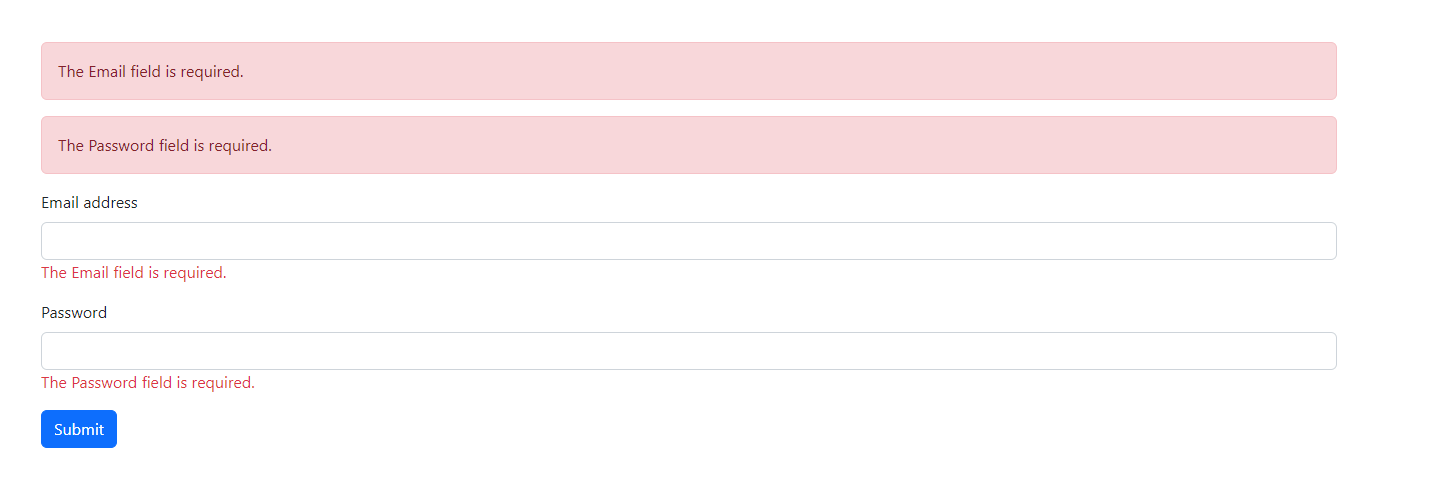 The Email field is required.
The Password field is required.
Email address
The Email field is required.
Password
The Password field is required.
Submit